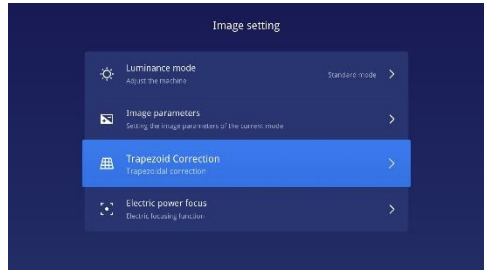 Image setting
Luminance mode
Adjust the machine
Standard mode
Image parameters
Setting the image parameters of the current mode
Trapezoid Correction
Trapezoidal correction
Electric power focus
Electric focusing function